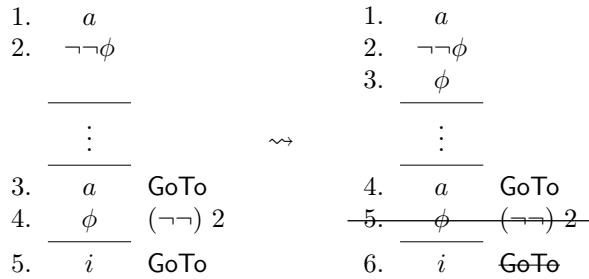 1. a 1. a
2. ¬¬ϕ 2. ¬¬ϕ
3. ϕ
⋮ ⇝ ⋮
3. a GoTo 4. a GoTo
4. ϕ (¬¬) 2 5. ϕ (¬¬) 2
5. i GoTo 6. i GoTo